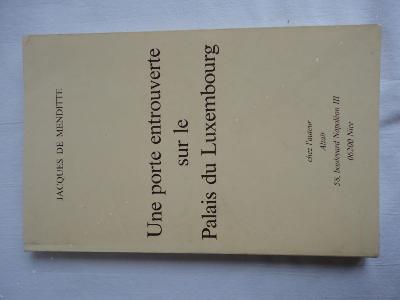 JACQUES DE MENDITTE
Une porte entrouverte
sur le
Palais du Luxembourg
chez l'auteur
58, boulevard Napoléon III
06200 Nice